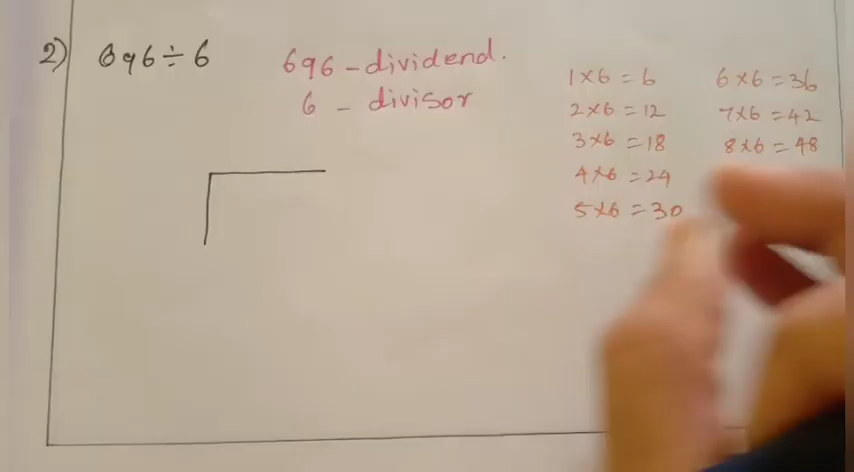 2) 696 ÷ 6
696 - dividend.
6 - divisor
1 × 6 = 6
2 × 6 = 12
3 × 6 = 18
4 × 6 = 24
5 × 6 = 30
6 × 6 = 36
7 × 6 = 42
8 × 6 = 48